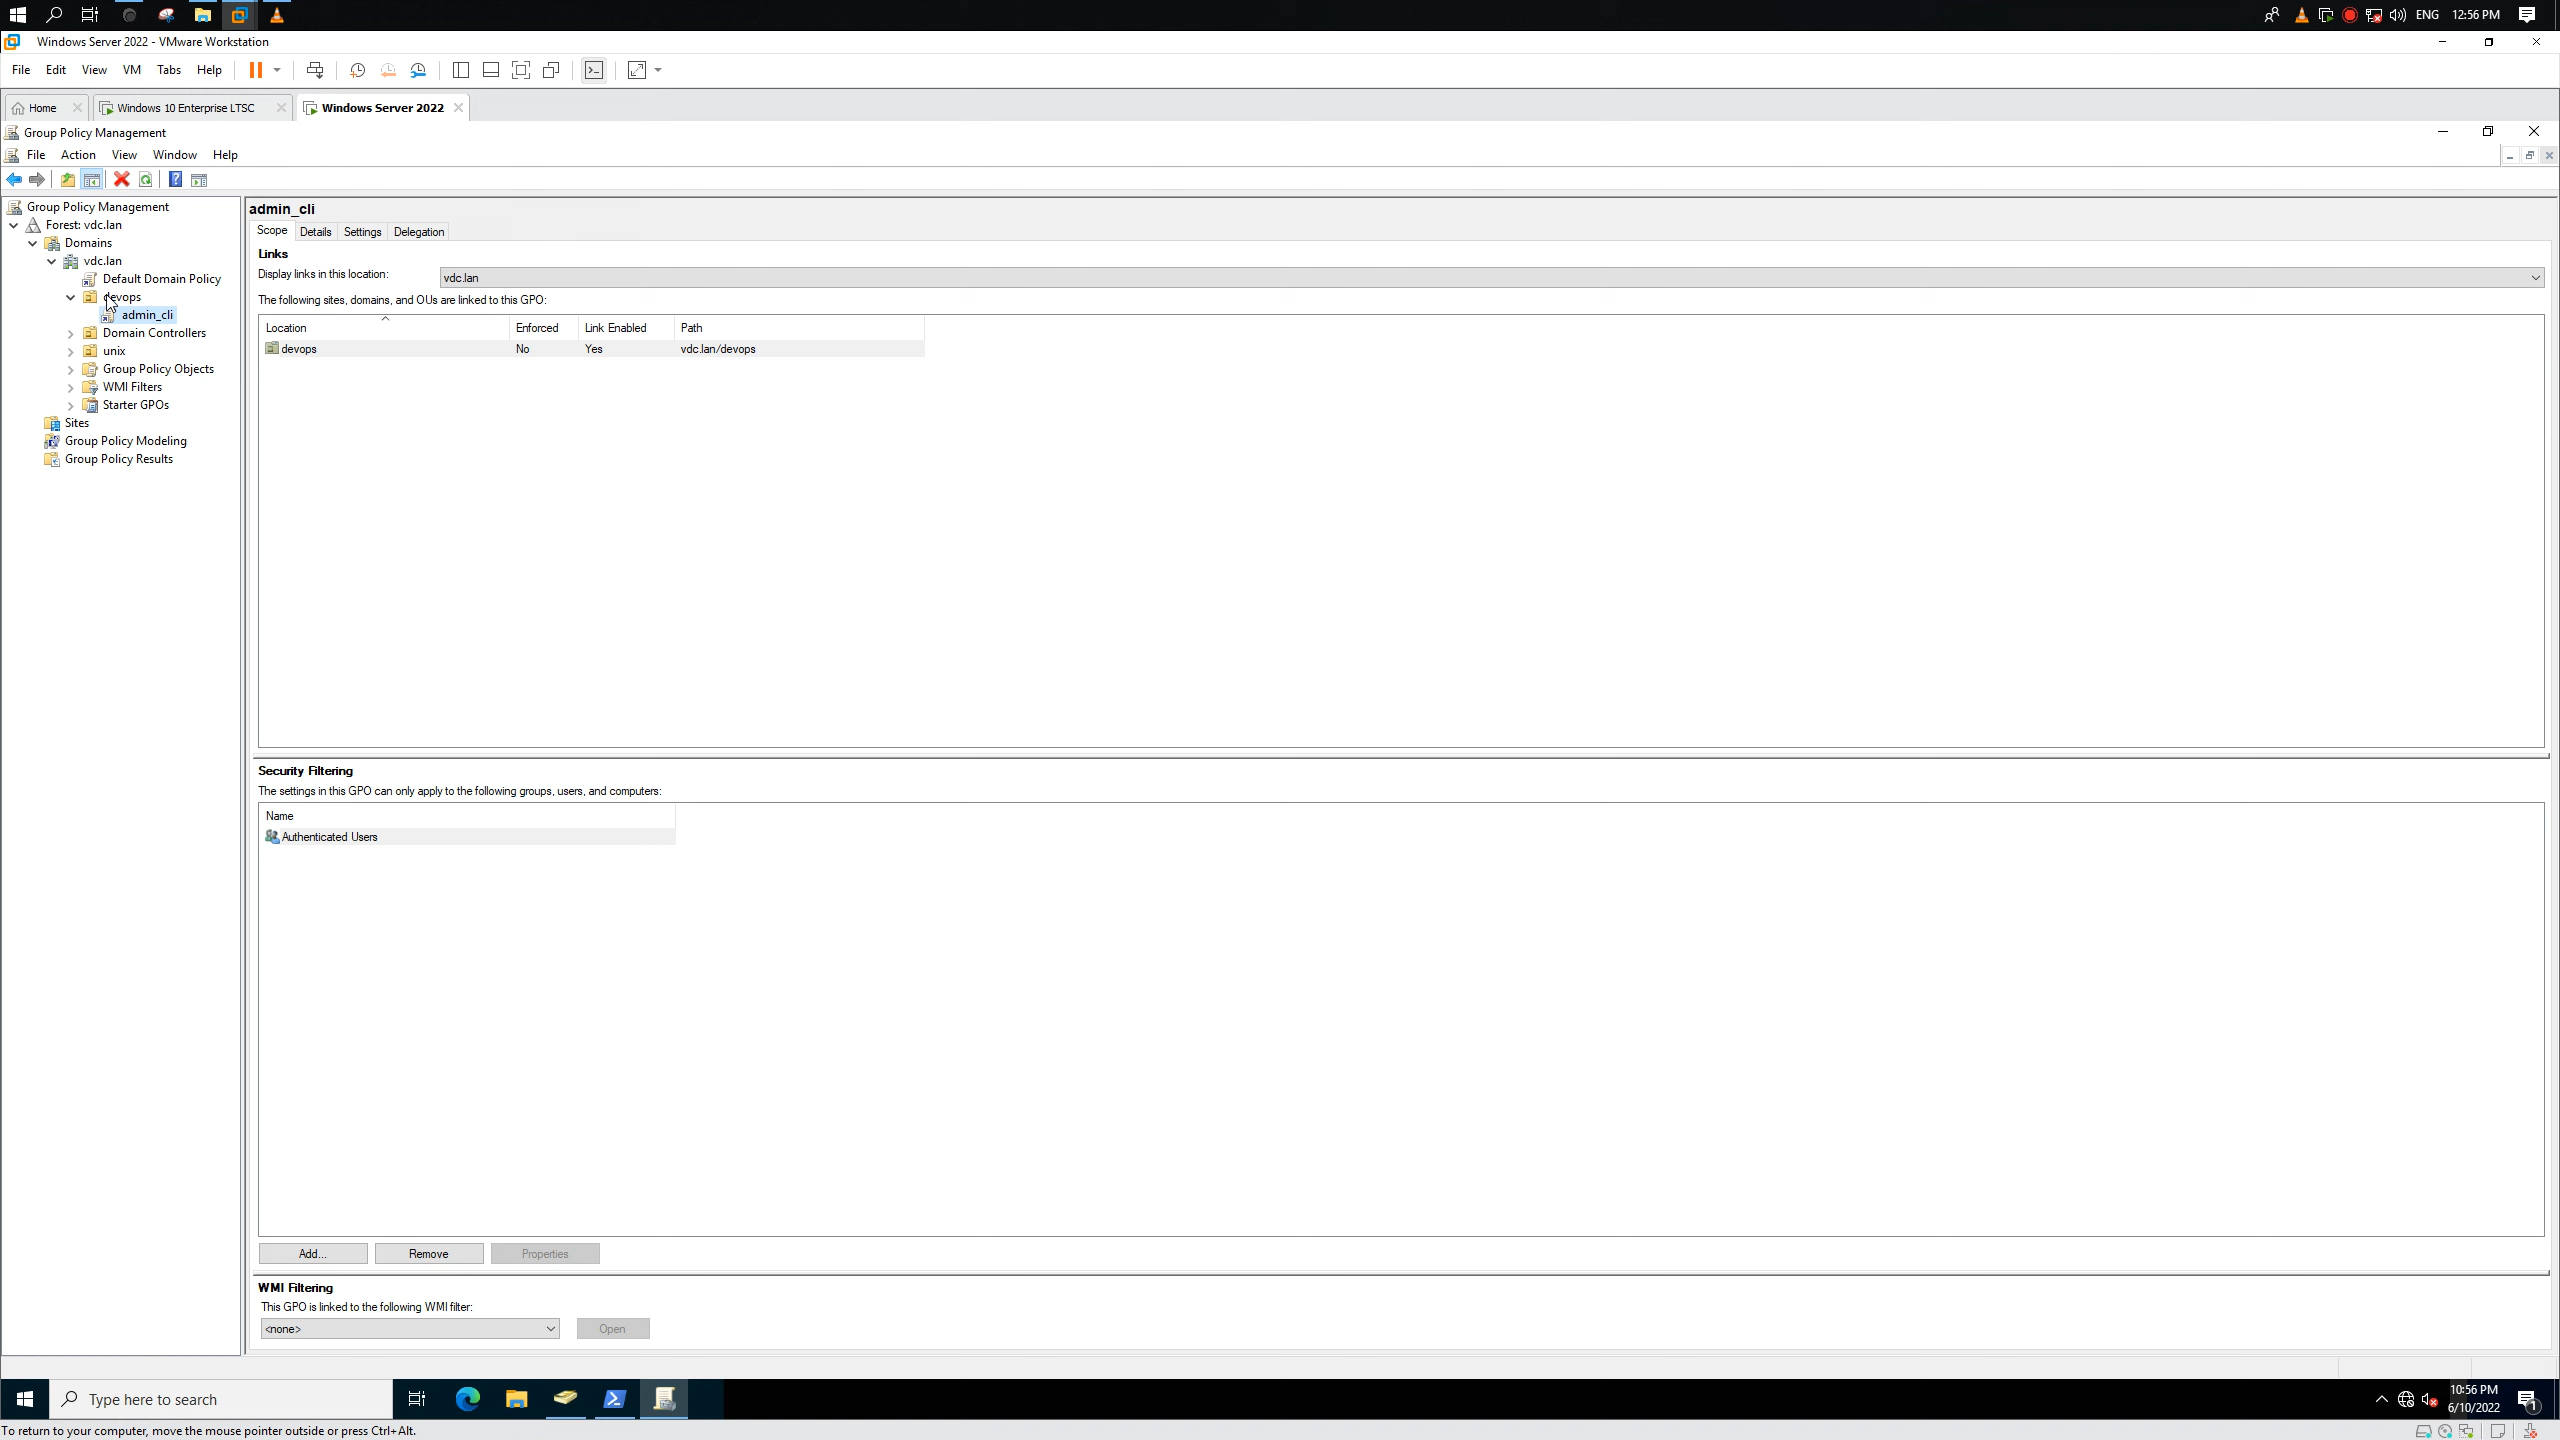 ENG 12:56 PM
Windows Server 2022 - VMware Workstation
File Edit View VM Tabs Help
Home Windows 10 Enterprise LTSC Windows Server 2022
Group Policy Management
File Action View Window Help
Group Policy Management
Forest: vdc.lan
Domains
vdc.lan
Default Domain Policy
devops
admin_cli
Domain Controllers
unix
Group Policy Objects
WMI Filters
Starter GPOs
Sites
Group Policy Modeling
Group Policy Results
admin_cli
Scope Details Settings Delegation
Links
Display links in this location: vdc.lan
The following sites, domains, and OUs are linked to this GPO:
Location Enforced Link Enabled Path
devops No Yes vdc.lan/devops
Security Filtering
The settings in this GPO can only apply to the following groups, users, and computers:
Name
Authenticated Users
Add... Remove Properties
WMI Filtering
This GPO is linked to the following WMI filter:
<none> Open
Type here to search
10:56 PM
6/10/2022
1
To return to your computer, move the mouse pointer outside or press Ctrl+Alt.